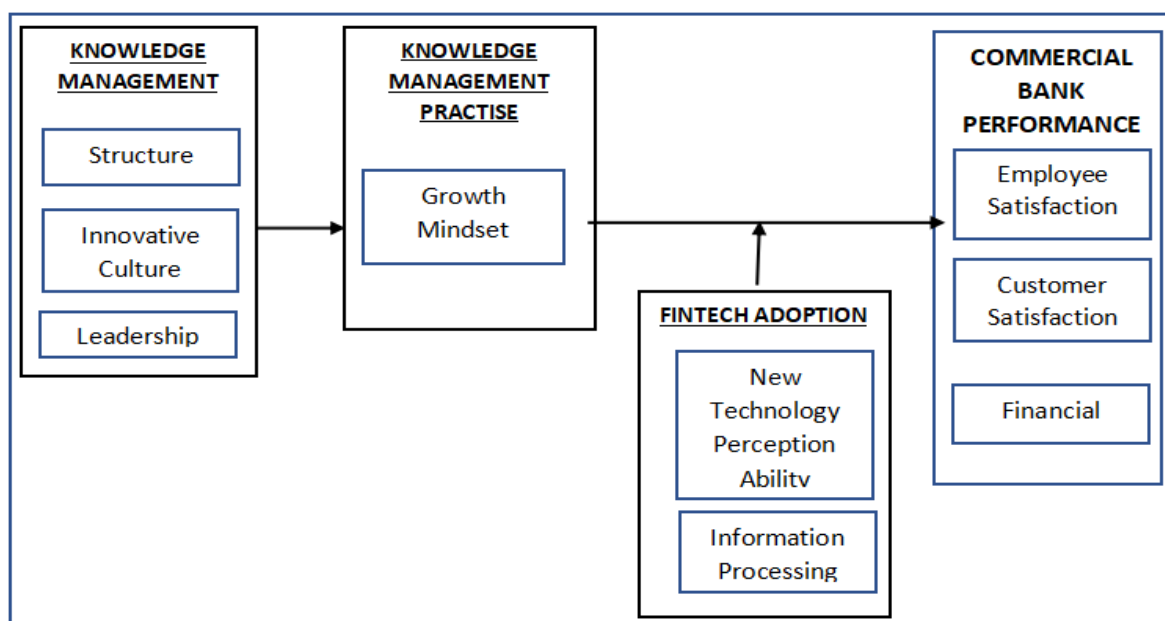 KNOWLEDGE
MANAGEMENT
Structure
Innovative
Culture
Leadership
KNOWLEDGE
MANAGEMENT
PRACTISE
Growth
Mindset
FINTECH ADOPTION
New
Technology
Perception
Ability
Information
Processing
COMMERCIAL
BANK
PERFORMANCE
Employee
Satisfaction
Customer
Satisfaction
Financial